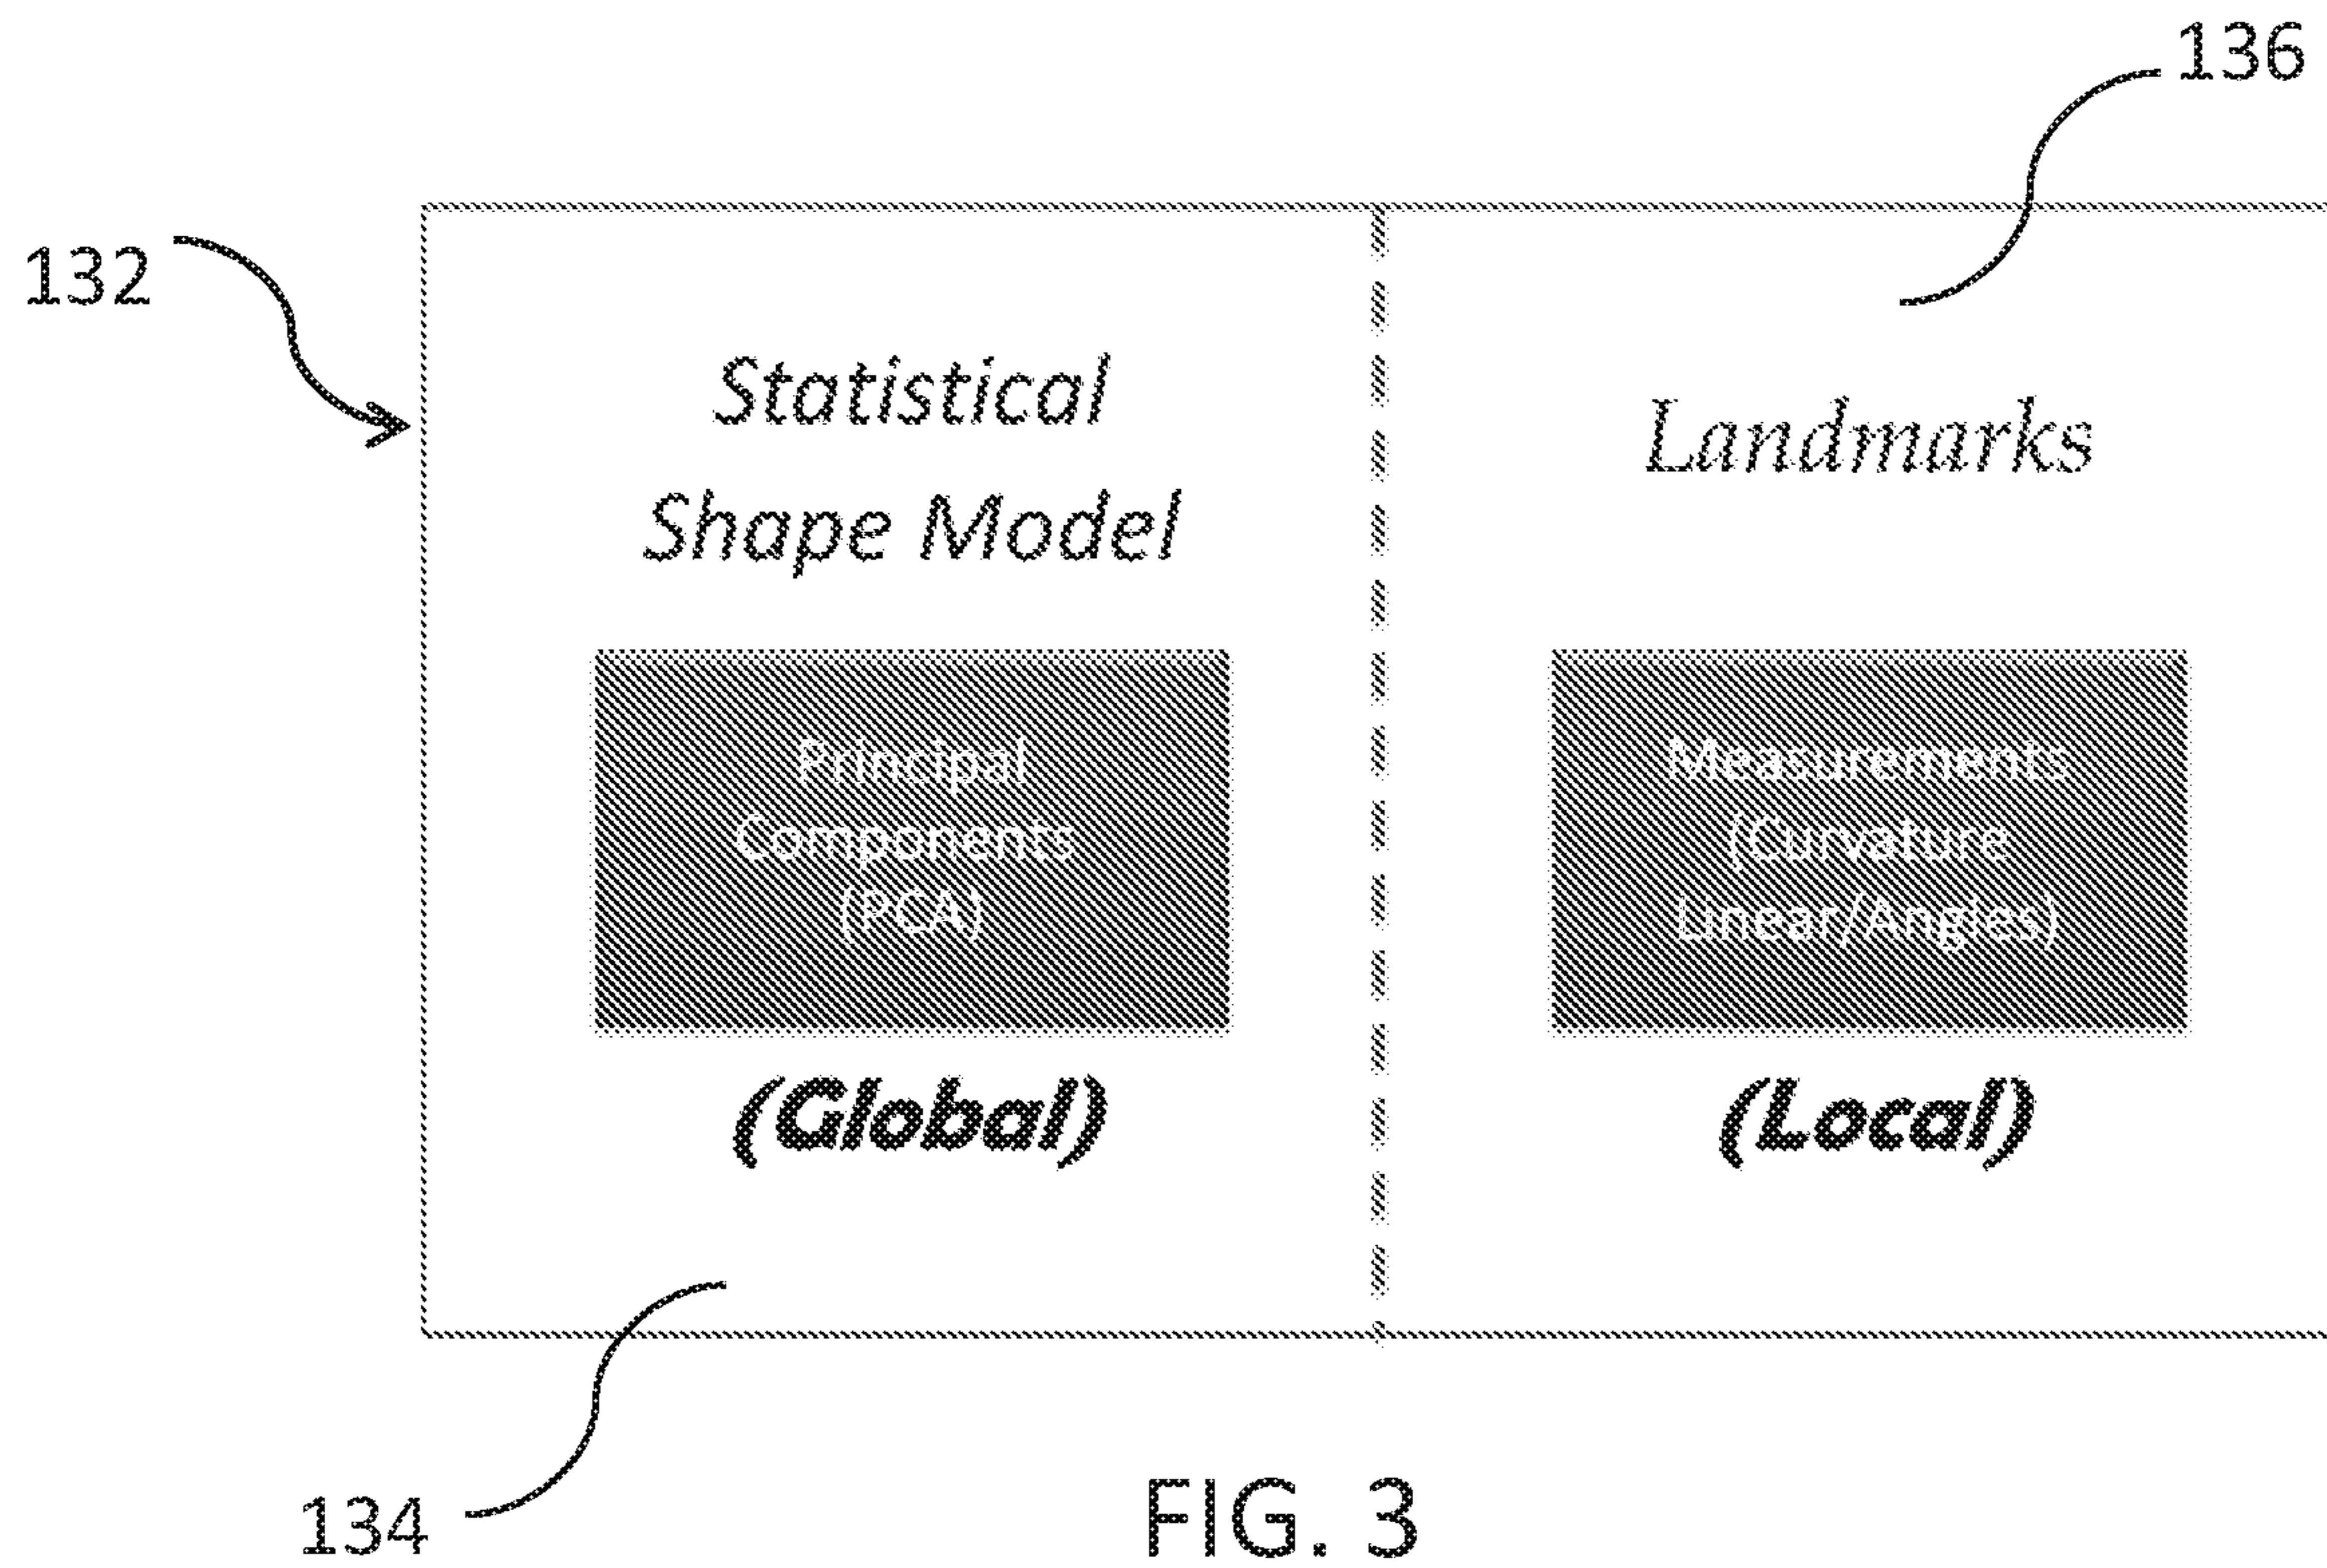 136
132
Statistical
Shape Model
Principal
Components
(PCA)
(Global)
Landmarks
Measurements
(Curvature
Linear/Angles)
(Local)
134
FIG. 3